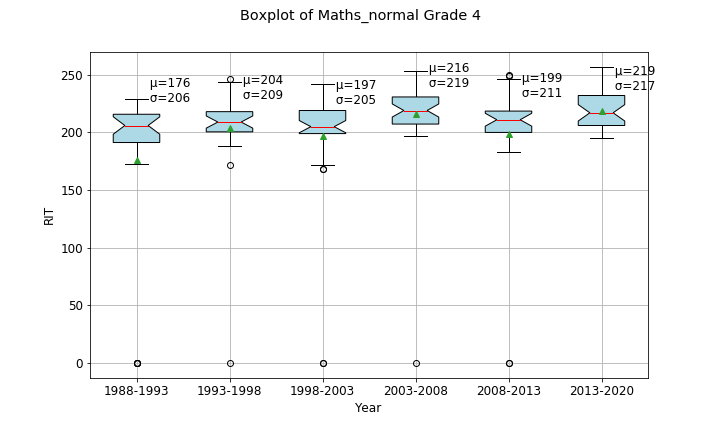 Boxplot of Maths_normal Grade 4
250
200
150
100
50
0
RIT
μ=176
σ=206
μ=204
σ=209
μ=197
σ=205
μ=216
σ=219
μ=199
σ=211
μ=219
σ=217
1988-1993
1993-1998
1998-2003
2003-2008
2008-2013
2013-2020
Year